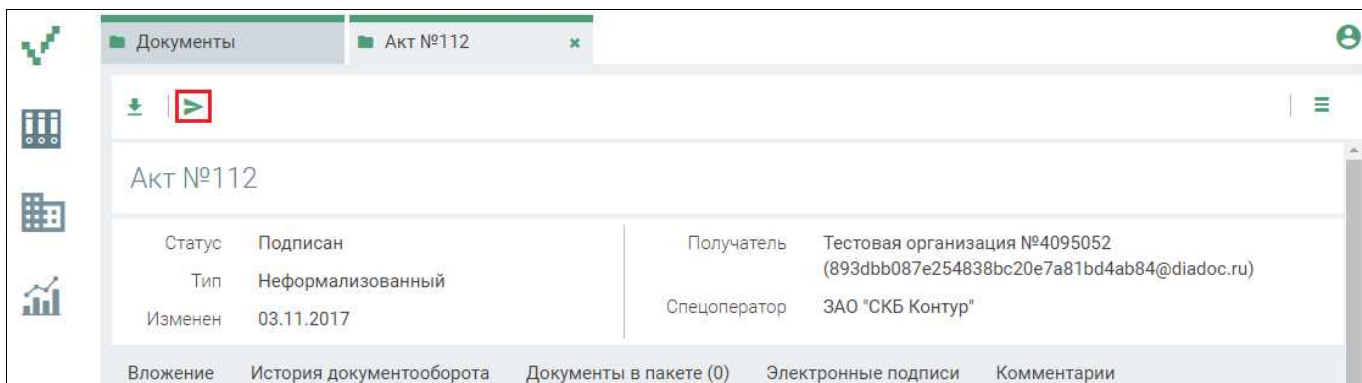 Документы
Акт №112
Акт №112
Статус Подписан
Тип Неформализованный
Изменен 03.11.2017
Получатель Тестовая организация №4095052
(893dbb087e254838bc20e7a81bd4ab84@diadoc.ru)
Спецоператор ЗАО "СКБ Контур"
Вложение История документооборота Документы в пакете (0) Электронные подписи Комментарии